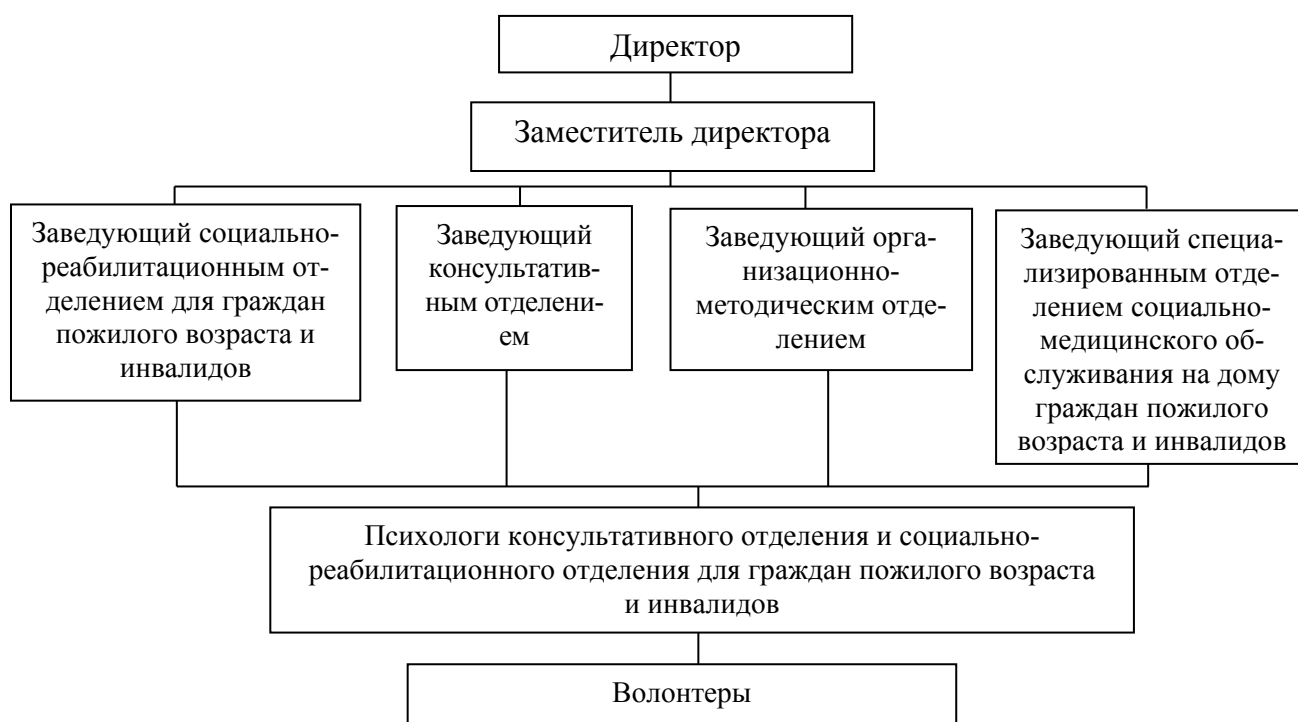 Директор
Заместитель директора
Заведующий социально-
реабилитационным от-
делением для граждан
пожилого возраста и
инвалидов
Заведующий
консультатив-
ным отделени-
ем
Заведующий орга-
низационно-
методическим отде-
лением
Заведующий специа-
лизированным отде-
лением социально-
медицинского об-
служивания на дому
граждан пожилого
возраста и инвалидов
Психологи консультативного отделения и социально-
реабилитационного отделения для граждан пожилого возраста
и инвалидов
Волонтеры